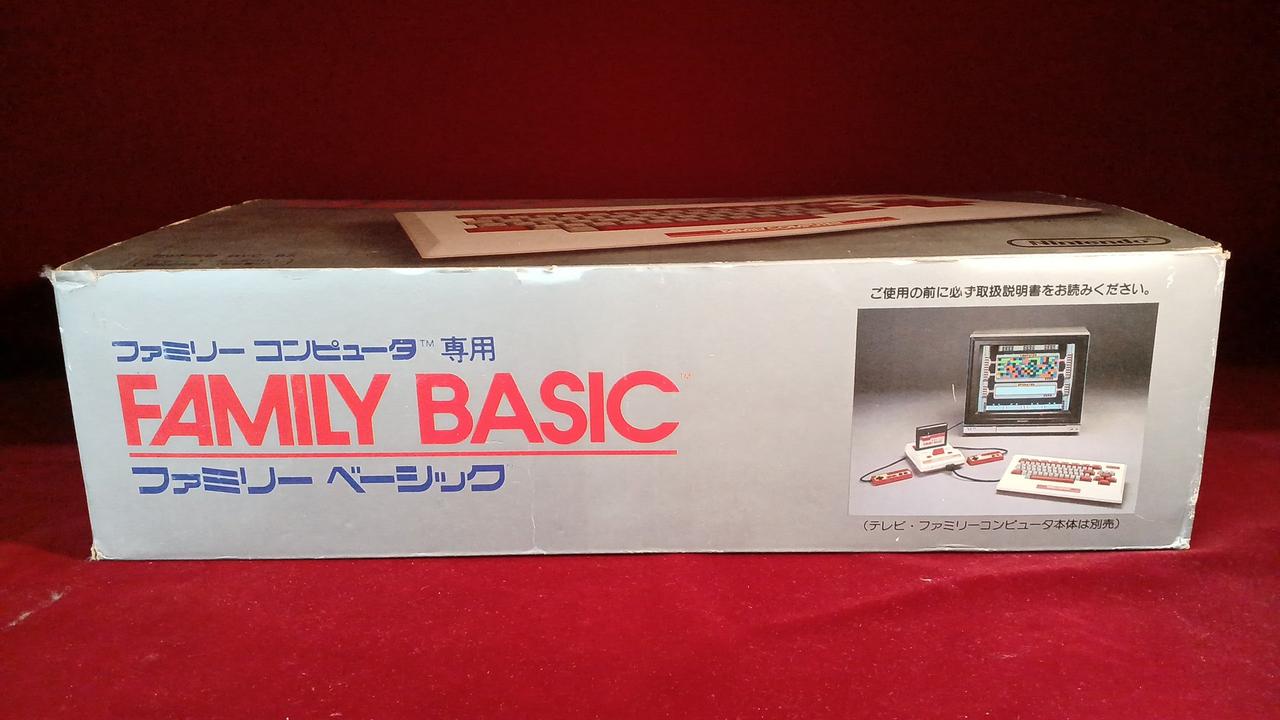 Nintendo
ファミリー コンピュータ™ 専用
FAMILY BASIC™
ファミリー ベーシック
ご使用の前に必ず取扱説明書をお読みください。
(テレビ・ファミリーコンピュータ本体は別売)